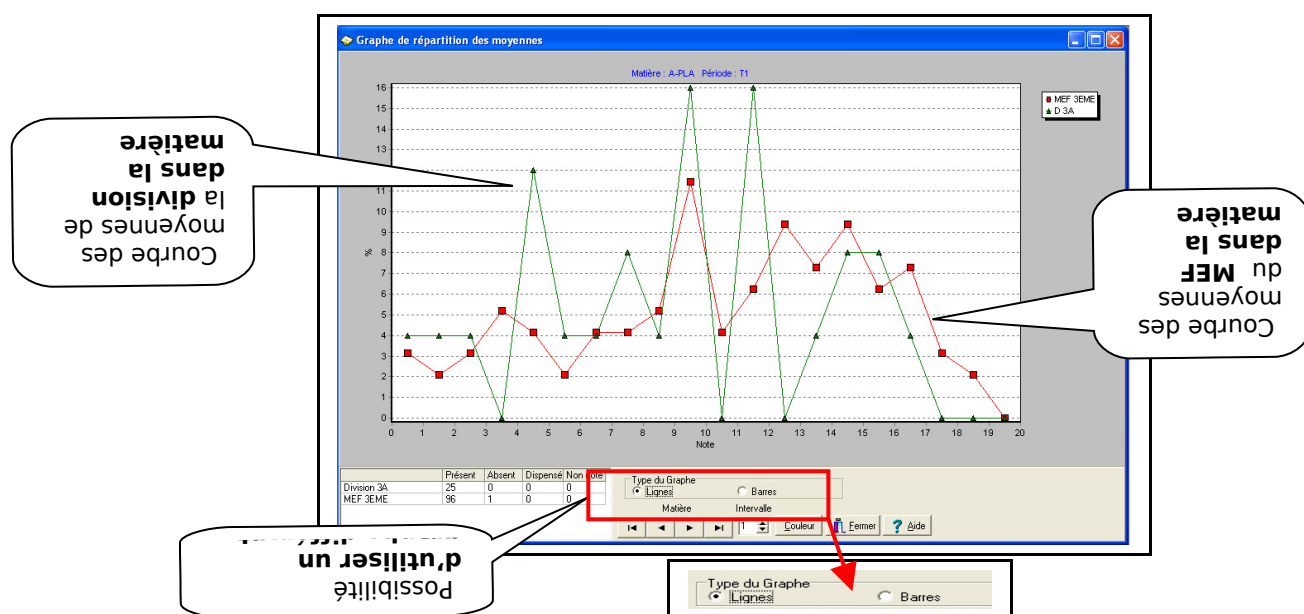 Graphe de répartition des moyennes
Matière : A-PLA Période : T1
MEF 3EME
D 3A
16
15
14
13
11
10
9
8
7
6
5
4
3
2
1
0
%
0 1 2 3 4 5 6 7 8 9 10 11 12 13 14 15 16 17 18 19 20
Note
Courbe des
moyennes de
la division
dans la
matière
Courbe des
moyennes
du MEF
dans la
matière
Présent Absent Dispensé Non noté
Division 3A 25 0 0 0
MEF 3EME 96 1 0 0
Type du Graphe
Lignes Barres
Matière Intervalle
1 Couleur Fermer Aide
Possibilité
d'utiliser un
Type du Graphe
Lignes Barres